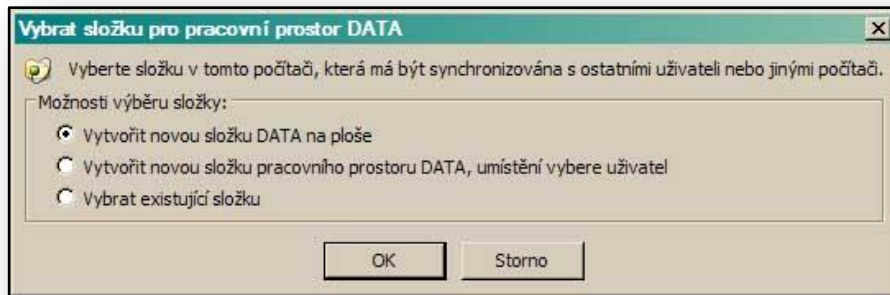 Vybrat složku pro pracovní prostor DATA
Vyberte složku v tomto počítači, která má být synchronizována s ostatními uživateli nebo jinými počítači.
Možnosti výběru složky:
Vytvořit novou složku DATA na ploše
Vytvořit novou složku pracovního prostoru DATA, umístění vybere uživatel
Vybrat existující složku
OK Storno